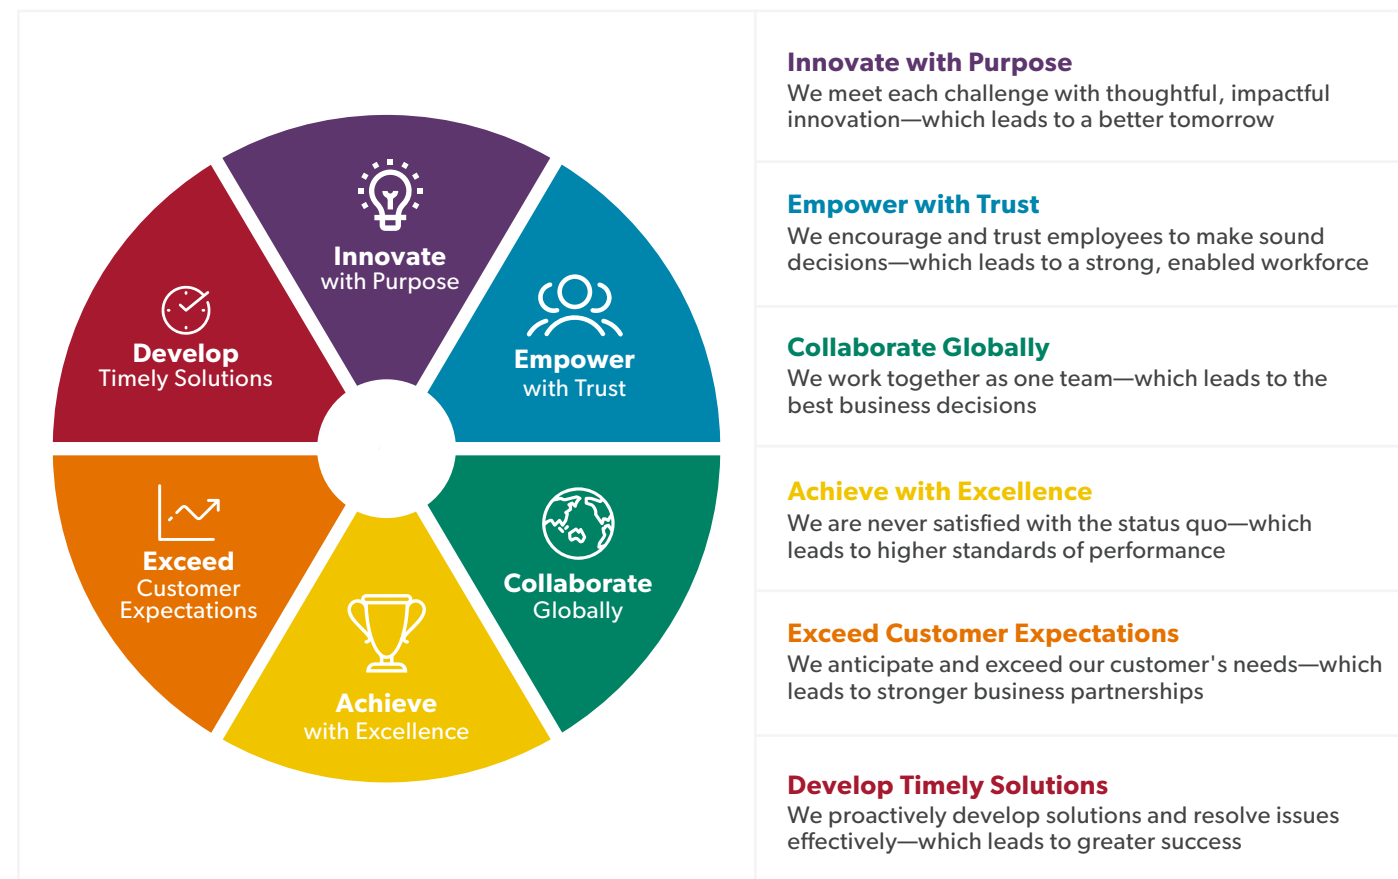 Innovate
with Purpose
Empower
with Trust
Collaborate
Globally
Achieve
with Excellence
Exceed
Customer
Expectations
Develop
Timely Solutions
Innovate with Purpose
We meet each challenge with thoughtful, impactful
innovation—which leads to a better tomorrow
Empower with Trust
We encourage and trust employees to make sound
decisions—which leads to a strong, enabled workforce
Collaborate Globally
We work together as one team—which leads to the
best business decisions
Achieve with Excellence
We are never satisfied with the status quo—which
leads to higher standards of performance
Exceed Customer Expectations
We anticipate and exceed our customer's needs—which
leads to stronger business partnerships
Develop Timely Solutions
We proactively develop solutions and resolve issues
effectively—which leads to greater success